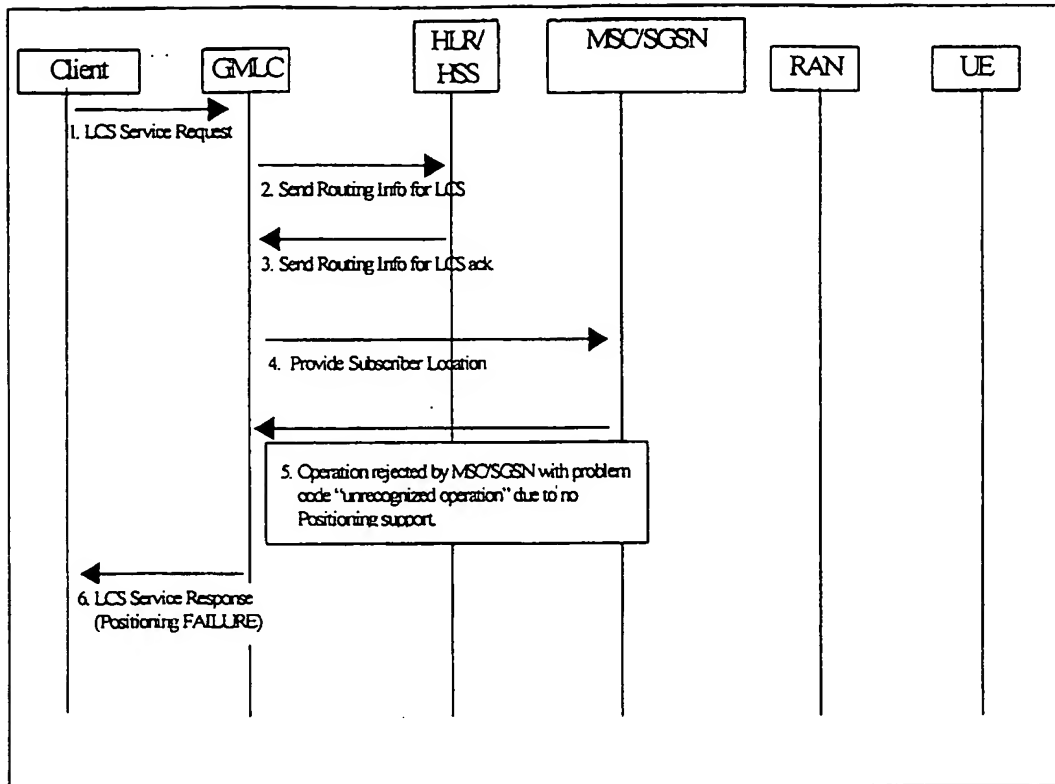 Client
GMLC
HLR/
HSS
MSC/SGSN
RAN
UE
1. LCS Service Request
2. Send Routing Info for LCS
3. Send Routing Info for LCS ack.
4. Provide Subscriber Location
5. Operation rejected by MSC/SGSN with problem
code "unrecognized operation" due to no
Positioning support.
6. LCS Service Response
(Positioning FAILURE)